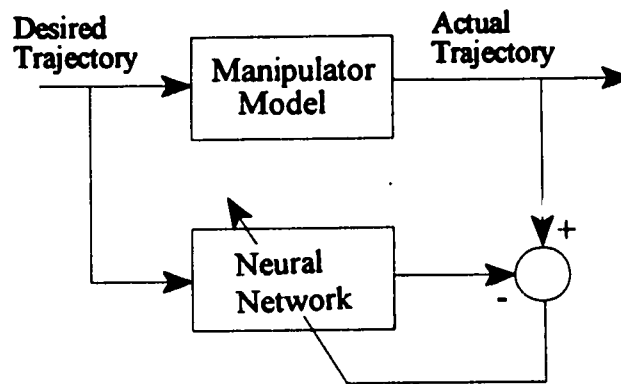 Desired
Trajectory
Manipulator
Model
Actual
Trajectory
+
Neural
Network
-